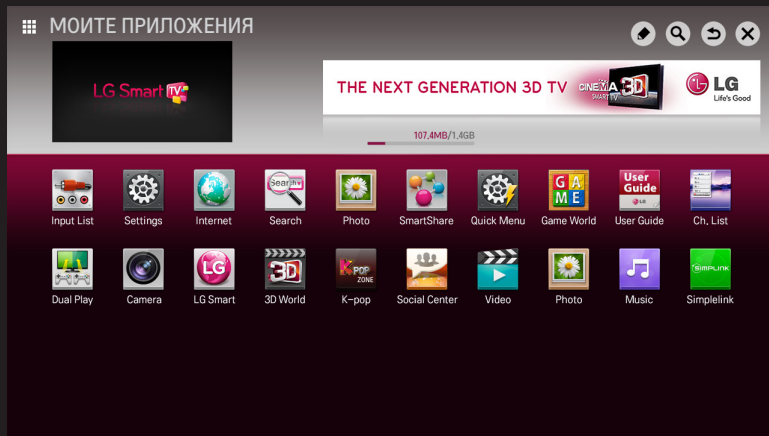 МОИТЕ ПРИЛОЖЕНИЯ
LG Smart TV
THE NEXT GENERATION 3D TV
CINEMA 3D
SMART TV
LG
Life's Good
107.4MB/1.4GB
Search
GAME
User Guide
LG
Input List Settings Internet Search Photo SmartShare Quick Menu Game World User Guide Ch. List
LG
3D
K-POP
ZONE
SIMPLINK
Dual Play Camera LG Smart 3D World K-pop Social Center Video Photo Music Simplelink